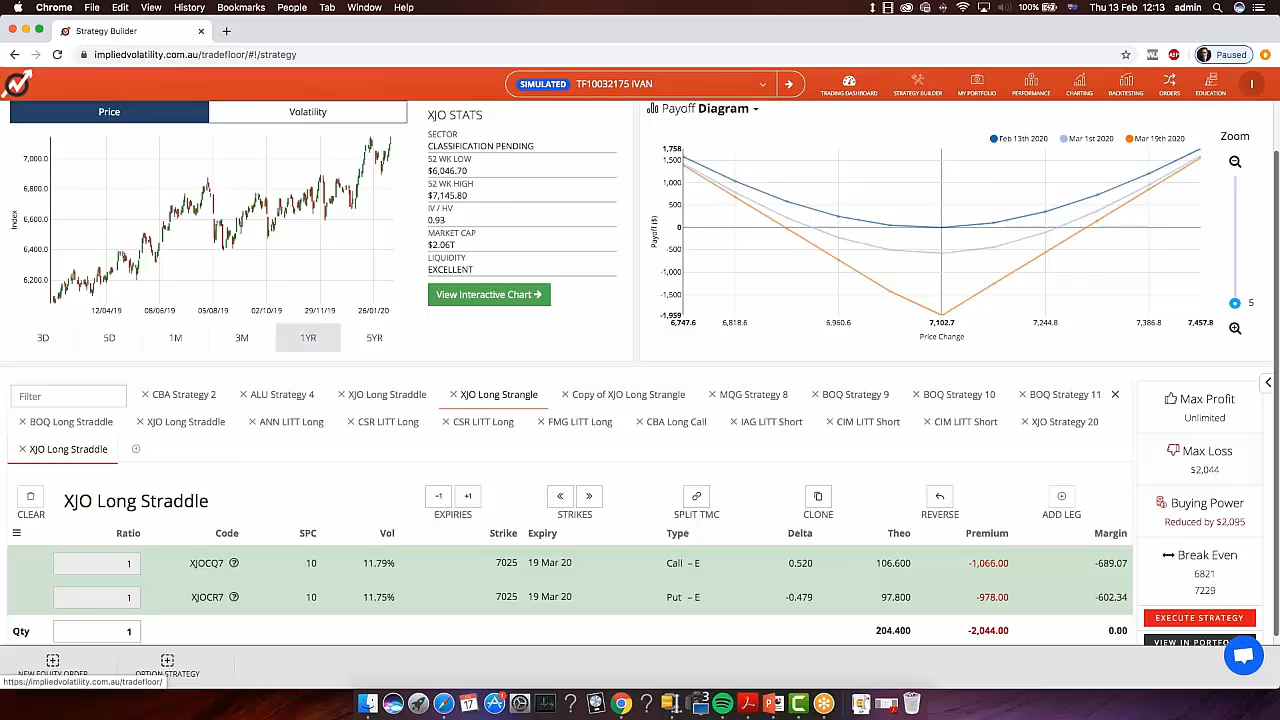 Chrome File Edit View History Bookmarks People Tab Window Help 100% Thu 13 Feb 12:13 admin
Strategy Builder
impliedvolatility.com.au/tradefloor/#!/strategy Paused
SIMULATED TF10032175 IVAN
TRADING DASHBOARD STRATEGY BUILDER MY PORTFOLIO PERFORMANCE CHARTING BACKTESTING ORDERS EDUCATION I
Price Volatility
7,000.0
6,800.0
6,600.0
6,400.0
6,200.0
Index
12/04/19 08/06/19 05/08/19 02/10/19 29/11/19 26/01/20
3D 5D 1M 3M 1YR 5YR
XJO STATS
SECTOR
CLASSIFICATION PENDING
52 WK LOW
$6,046.70
52 WK HIGH
$7,145.80
IV / HV
0.93
MARKET CAP
$2.06T
LIQUIDITY
EXCELLENT
View Interactive Chart
Payoff Diagram
Feb 13th 2020 Mar 1st 2020 Mar 19th 2020
1,758
1,500
1,000
500
0
-500
-1,000
-1,500
-1,959
Payoff ($)
6,747.6 6,818.6 6,960.6 7,102.7 7,244.8 7,386.8 7,457.8
Price Change
Zoom
5
Filter
CBA Strategy 2 ALU Strategy 4 XJO Long Straddle XJO Long Strangle Copy of XJO Long Strangle MQG Strategy 8 BOQ Strategy 9 BOQ Strategy 10 BOQ Strategy 11
BOQ Long Straddle XJO Long Straddle ANN LITT Long CSR LITT Long CSR LITT Long FMG LITT Long CBA Long Call IAG LITT Short CIM LITT Short CIM LITT Short XJO Strategy 20
XJO Long Straddle
CLEAR
XJO Long Straddle
-1 +1
EXPIRIES
STRIKES
SPLIT TMC
CLONE
REVERSE
ADD LEG
Ratio Code SPC Vol Strike Expiry Type Delta Theo Premium Margin
1 XJOCQ7 10 11.79% 7025 19 Mar 20 Call – E 0.520 106.600 -1,066.00 -689.07
1 XJOCR7 10 11.75% 7025 19 Mar 20 Put – E -0.479 97.800 -978.00 -602.34
Qty 1 204.400 -2,044.00 0.00
Max Profit
Unlimited
Max Loss
$2,044
Buying Power
Reduced by $2,095
Break Even
6821
7229
EXECUTE STRATEGY
VIEW IN PORTFO
NEW EQUITY ORDER OPTION STRATEGY
https://impliedvolatility.com.au/tradefloor/